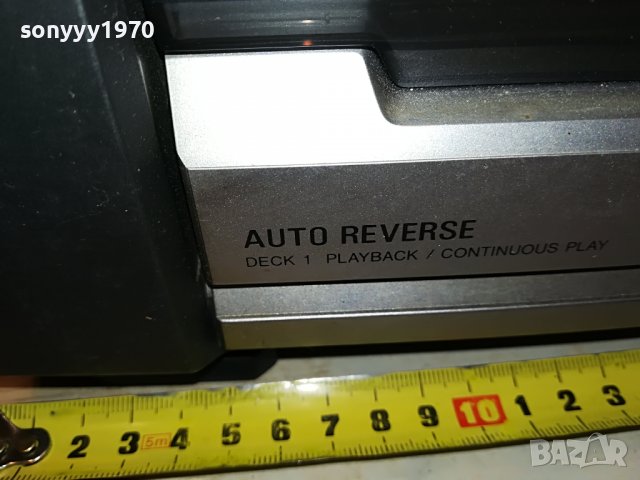 sonyyy1970
AUTO REVERSE
DECK 1 PLAYBACK / CONTINUOUS PLAY
2 3 5m 4 5 6 7 8 9 10 1 2 3
BAZAR